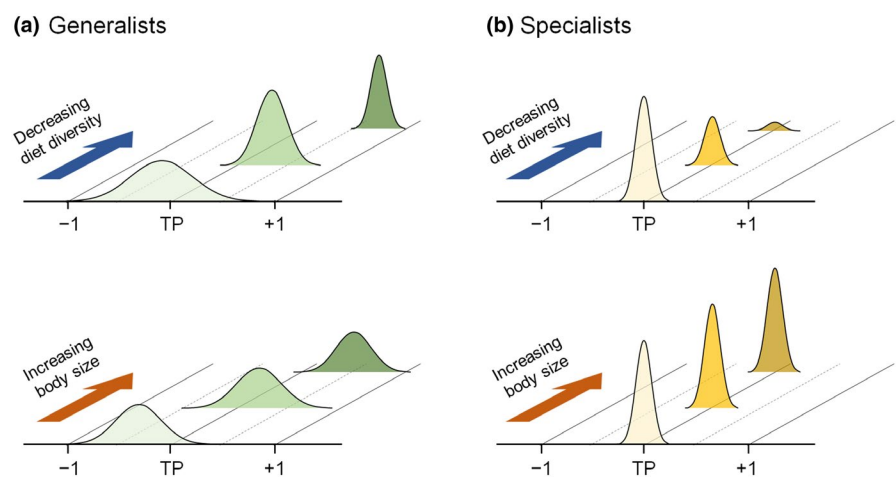 (a) Generalists
(b) Specialists
Decreasing
diet diversity
−1 TP +1
Decreasing
diet diversity
−1 TP +1
Increasing
body size
−1 TP +1
Increasing
body size
−1 TP +1